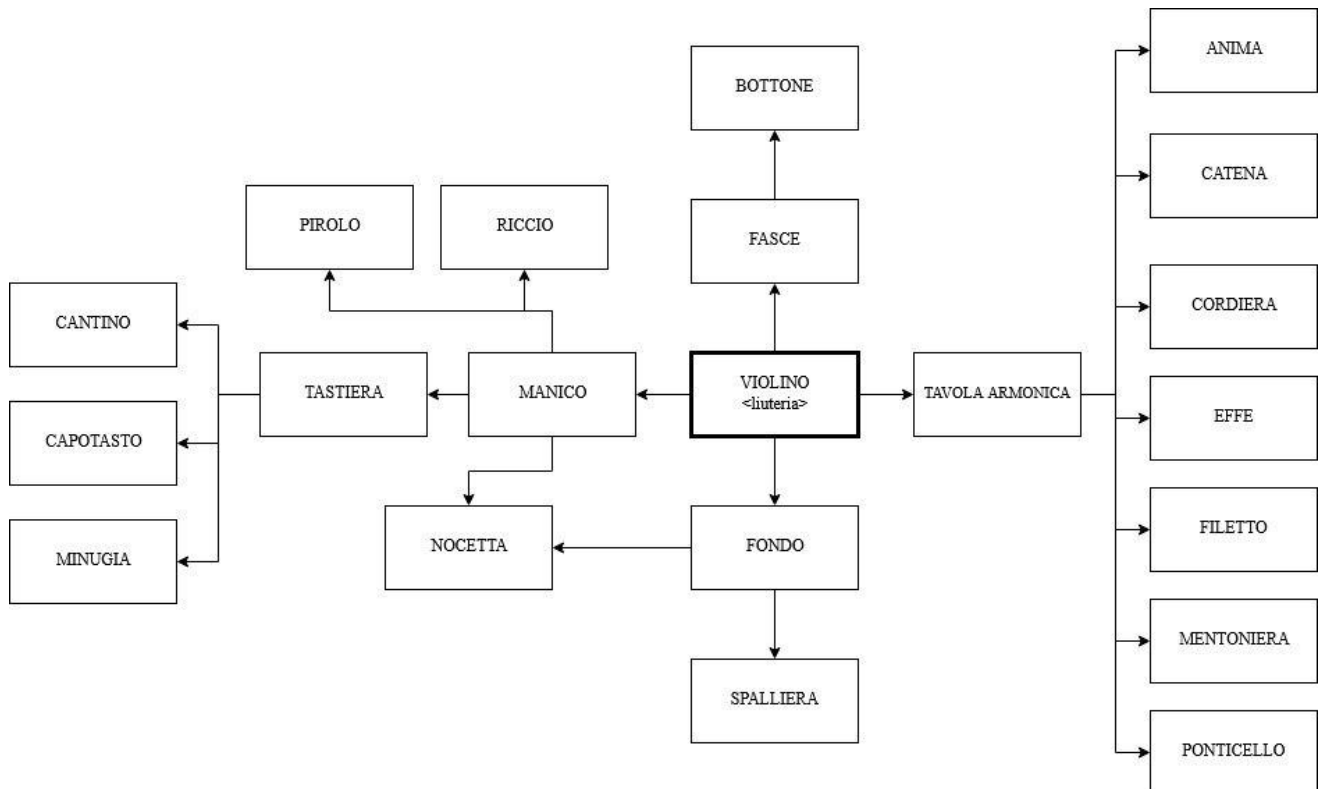 ANIMA
BOTTONE
CATENA
PIROLO
RICCIO
FASCE
CORDIERA
CANTINO
TASTIERA
MANICO
VIOLINO
<liuteria>
TAVOLA ARMONICA
EFFE
CAPOTASTO
NOCETTA
FONDO
FILETTO
MINUGIA
MENTONIERA
SPALLIERA
PONTICELLO